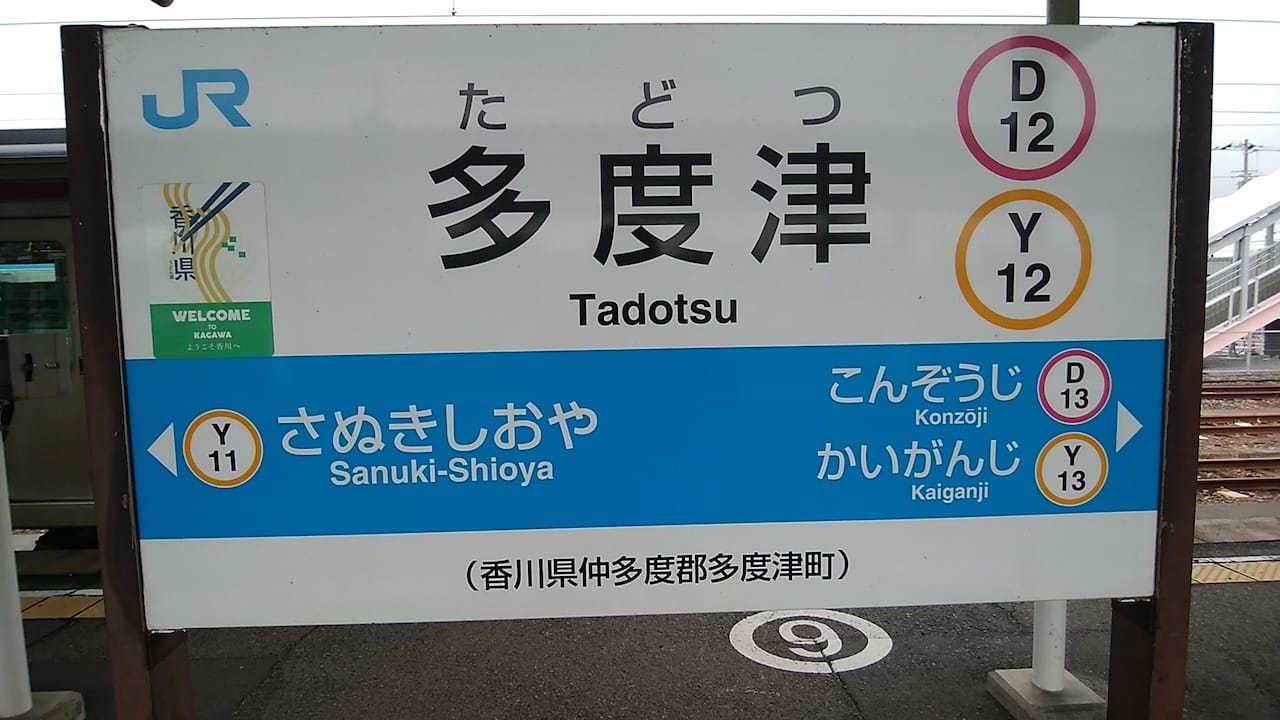 JR
たどつ
多度津
Tadotsu
D
12
Y
12
香川県
WELCOME
TO
KAGAWA
ようこそ香川へ
Y
11
さぬきしおや
Sanuki-Shioya
こんぞうじ
Konzōji
D
13
かいがんじ
Kaiganji
Y
13
（香川県仲多度郡多度津町）
9